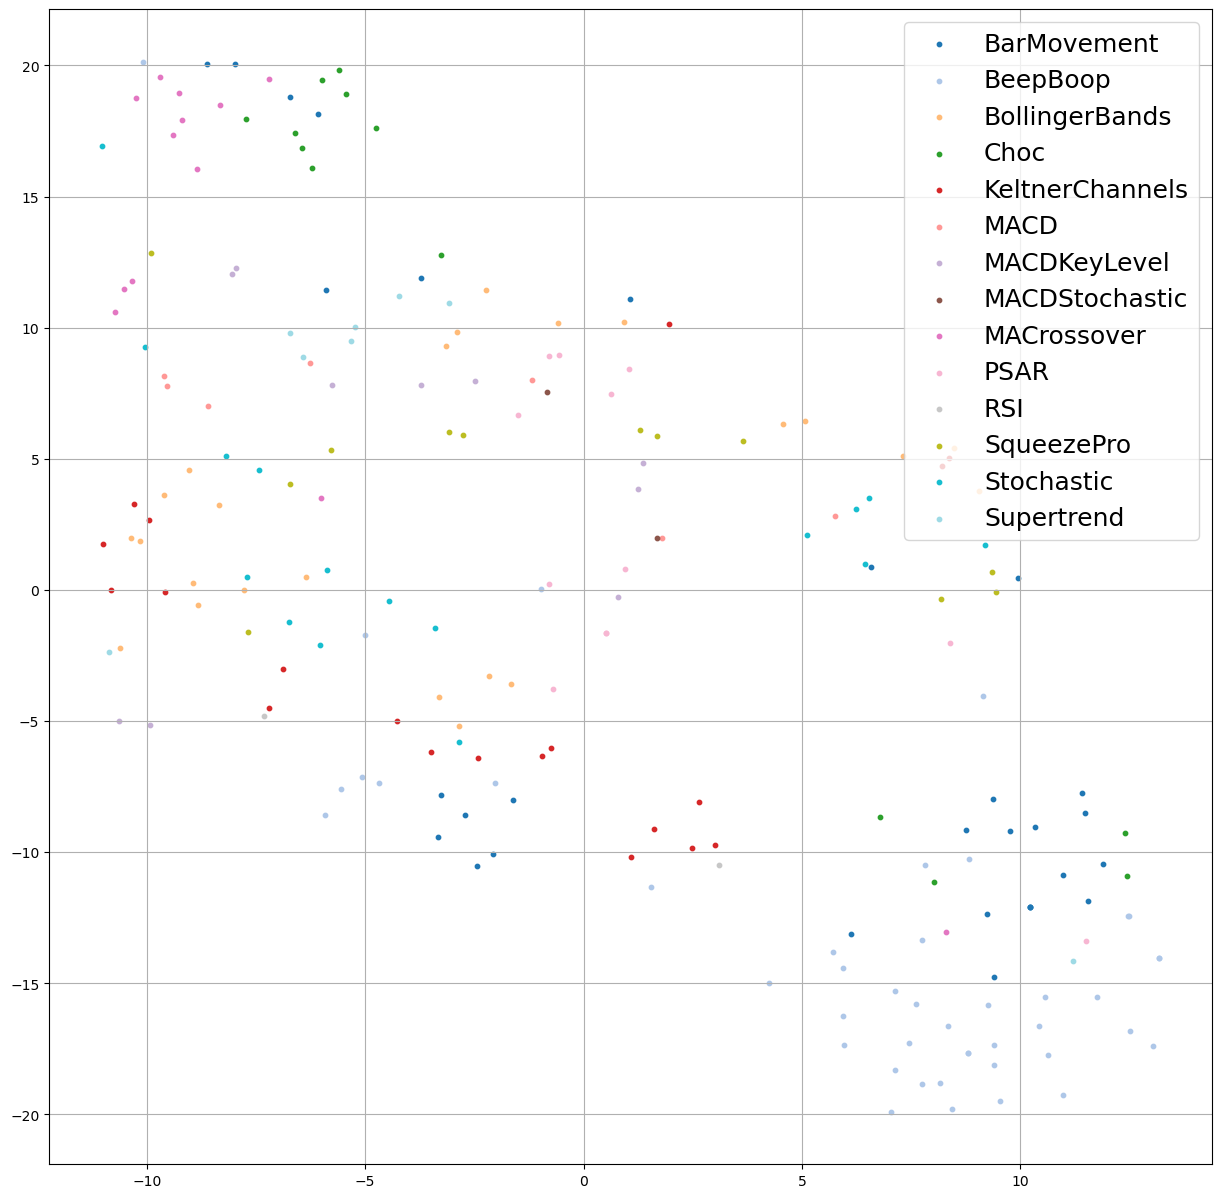 BarMovement
BeepBoop
BollingerBands
Choc
KeltnerChannels
MACD
MACDKeyLevel
MACDStochastic
MACrossover
PSAR
RSI
SqueezePro
Stochastic
Supertrend
20
15
10
5
0
−5
−10
−15
−20
−10 −5 0 5 10